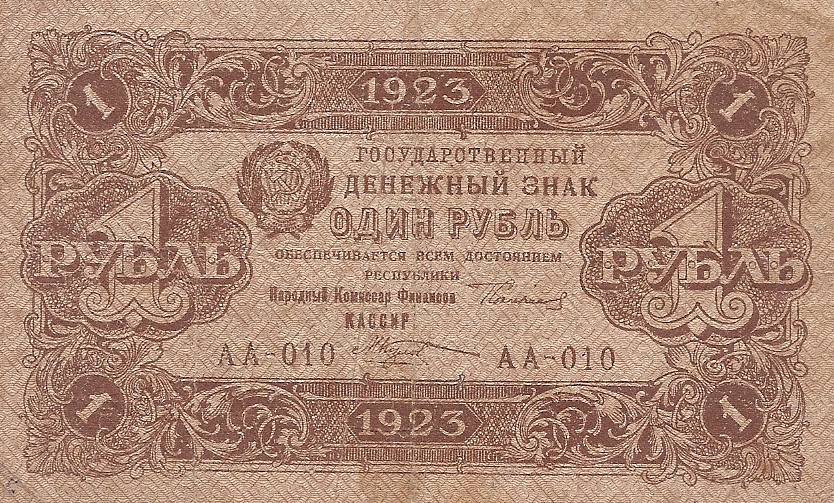 1 1923 1
ГОСУДАРСТВЕННЫЙ
ДЕНЕЖНЫЙ ЗНАК
ОДИН РУБЛЬ
1 РУБЛЬ
1 РУБЛЬ
ОБЕСПЕЧИВАЕТСЯ ВСЕМ ДОСТОЯНИЕМ
РЕСПУБЛИКИ
Народный Комиссар Финансов
КАССИР
АА-010 АА-010
1 1923 1